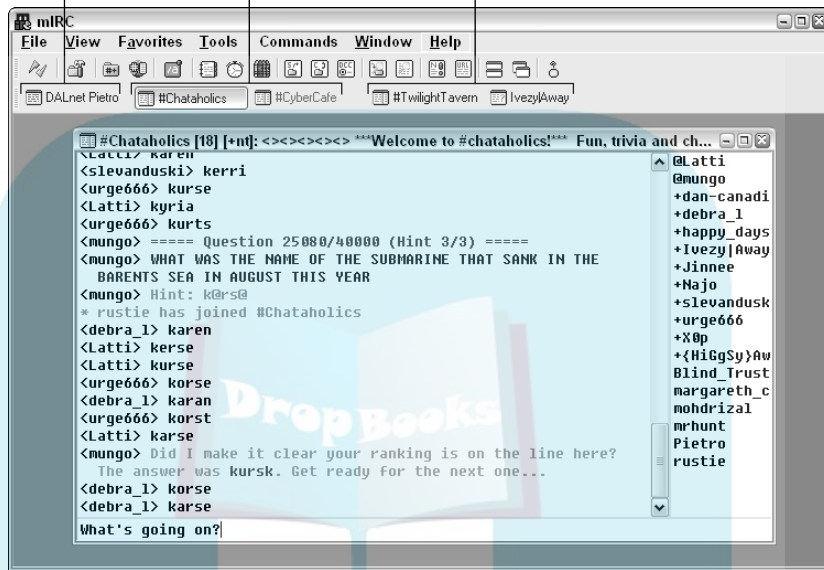 mIRC
File View Favorites Tools Commands Window Help
DALnet Pietro #Chataholics #CyberCafe #TwilightTavern Ivezy|Away
#Chataholics [18] [+nt]: <><><><><> ***Welcome to #chataholics!*** Fun, trivia and ch...
<Latti> karen
<slevanduski> kerri
<urge666> kurse
<Latti> kyria
<urge666> kurts
<mungo> ===== Question 25080/40000 (Hint 3/3) =====
<mungo> WHAT WAS THE NAME OF THE SUBMARINE THAT SANK IN THE
BARENTS SEA IN AUGUST THIS YEAR
<mungo> Hint: k@rs@
* rustie has joined #Chataholics
<debra_l> karen
<Latti> kerse
<Latti> kurse
<urge666> korse
<debra_l> karan
<urge666> korst
<Latti> karse
<mungo> Did I make it clear your ranking is on the line here?
The answer was kursk. Get ready for the next one...
<debra_l> korse
<debra_l> karse
What's going on?
@Latti
@mungo
+dan-canadi
+debra_l
+happy_days
+Ivezy|Away
+Jinnee
+Najo
+slevandusk
+urge666
+X0p
+{HiGgSy}Aw
Blind_Trust
margareth_c
mohdrizal
mrhunt
Pietro
rustie
DropBooks